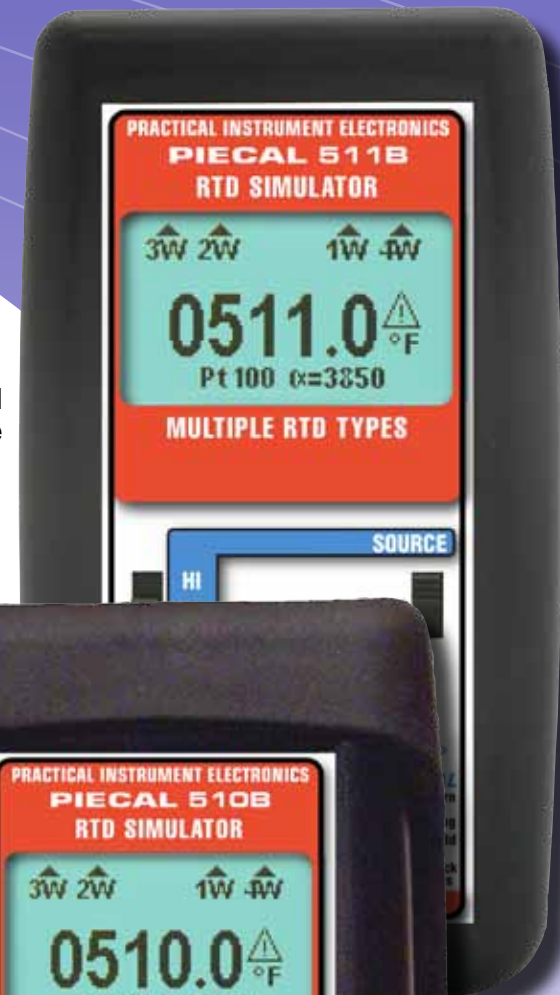 PRACTICAL INSTRUMENT ELECTRONICS
PIECAL 511B
RTD SIMULATOR
3W 2W 1W 4W
0511.0 °F
Pt 100 α=3850
MULTIPLE RTD TYPES
SOURCE
HI
PRACTICAL INSTRUMENT ELECTRONICS
PIECAL 510B
RTD SIMULATOR
3W 2W 1W 4W
0510.0 °F